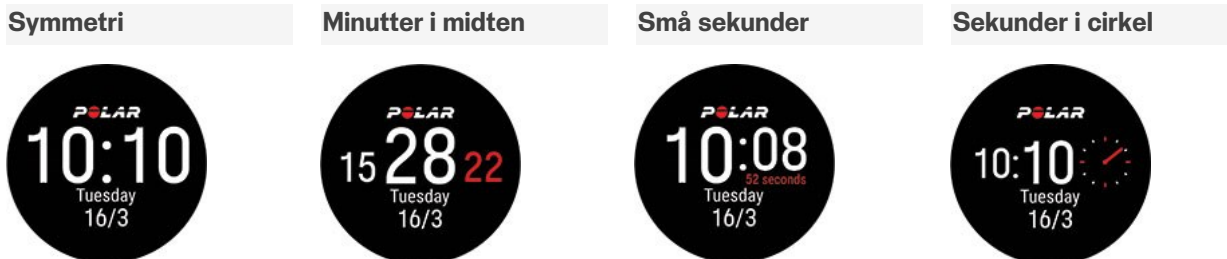 Symmetri
Minutter i midten
Små sekunder
Sekunder i cirkel
POLAR
10:10
Tuesday
16/3
POLAR
15 28 22
Tuesday
16/3
POLAR
10:08
52 seconds
Tuesday
16/3
POLAR
10:10
Tuesday
16/3